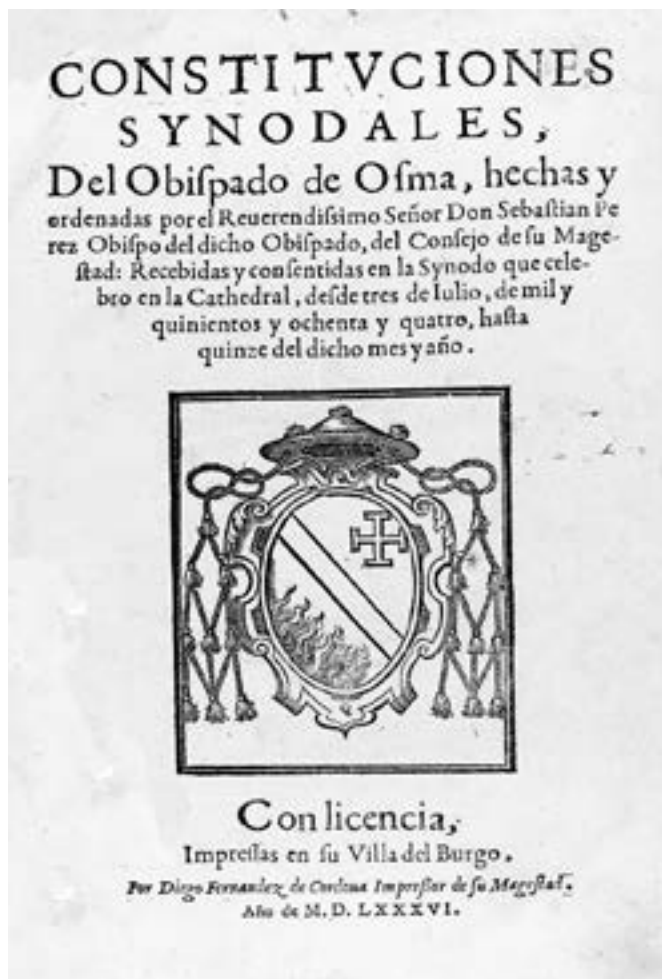 CONSTITVCIONES
SYNODALES,
Del Obiſpado de Oſma, hechas y
ordenadas por el Reuerendiſsimo Señor Don Sebaſtian Pe
rez Obiſpo del dicho Obiſpado, del Conſejo de ſu Mage-
ſtad: Recebidas y conſentidas en la Synodo que cele-
bro en la Cathedral, deſde tres de Iulio, de mil y
quinientos y ochenta y quatro, haſta
quinze del dicho mes y año.
Con licencia,
Impreſſas en ſu Villa del Burgo.
Por Diego Fernandez de Cordoua Impreſſor de ſu Mageſtad.
Año de M. D. LXXXVI.